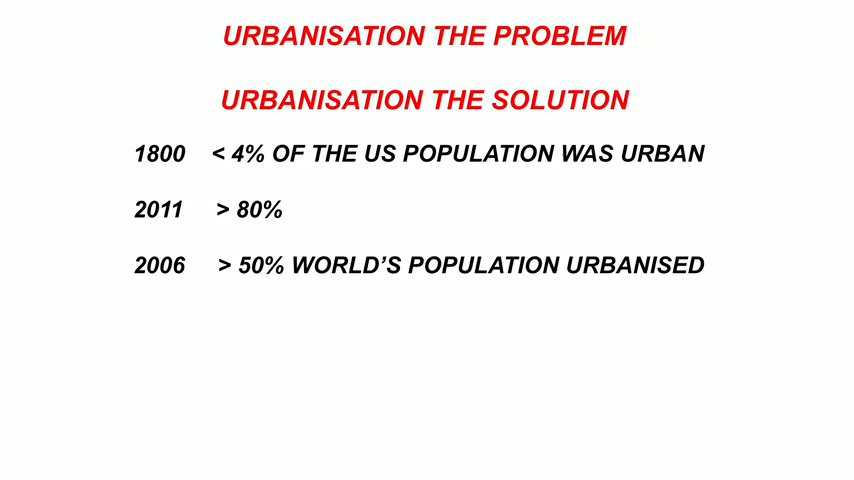 URBANISATION THE PROBLEM
URBANISATION THE SOLUTION
1800 < 4% OF THE US POPULATION WAS URBAN
2011 > 80%
2006 > 50% WORLD’S POPULATION URBANISED